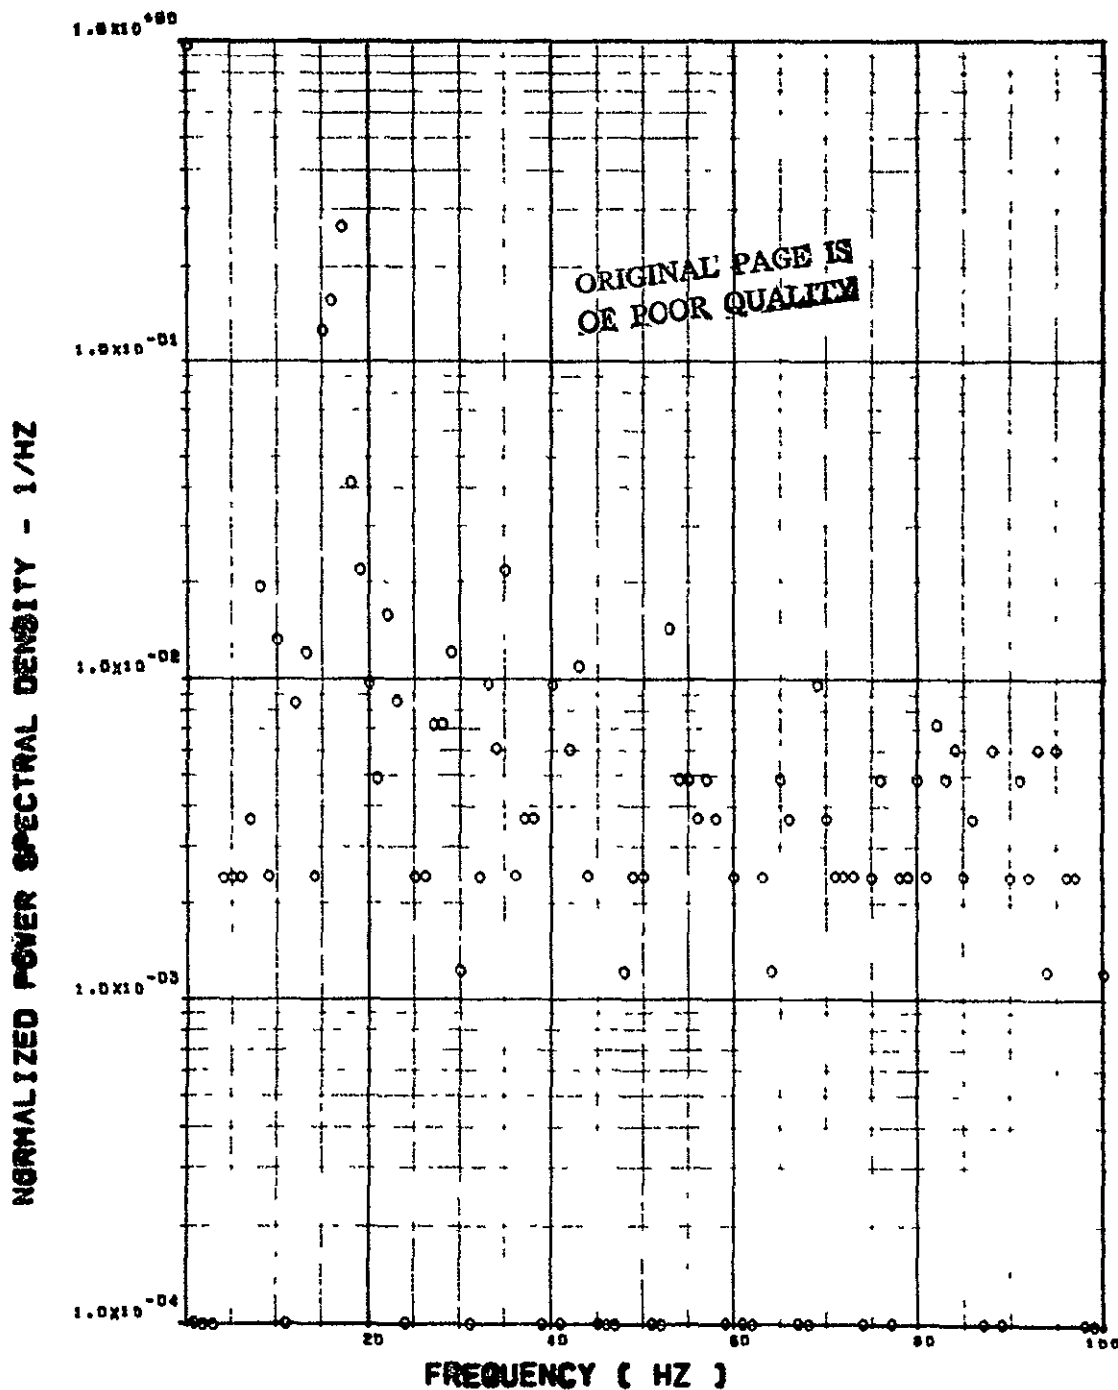 1.0X10⁺⁰⁰
ORIGINAL PAGE IS
OF POOR QUALITY
1.0X10⁻⁰¹
NORMALIZED POWER SPECTRAL DENSITY - 1/HZ
1.0X10⁻⁰²
1.0X10⁻⁰³
1.0X10⁻⁰⁴
20 40 60 80 100
FREQUENCY ( HZ )